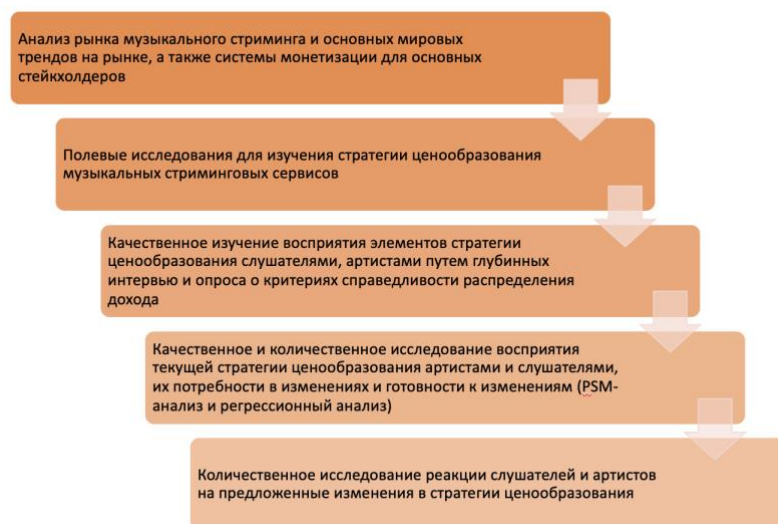 Анализ рынка музыкального стриминга и основных мировых
трендов на рынке, а также системы монетизации для основных
стейкхолдеров
Полевые исследования для изучения стратегии ценообразования
музыкальных стриминговых сервисов
Качественное изучение восприятия элементов стратегии
ценообразования слушателями, артистами путем глубинных
интервью и опроса о критериях справедливости распределения
дохода
Качественное и количественное исследование восприятия
текущей стратегии ценообразования артистами и слушателями,
их потребности в изменениях и готовности к изменениям (PSM-
анализ и регрессионный анализ)
Количественное исследование реакции слушателей и артистов
на предложенные изменения в стратегии ценообразования